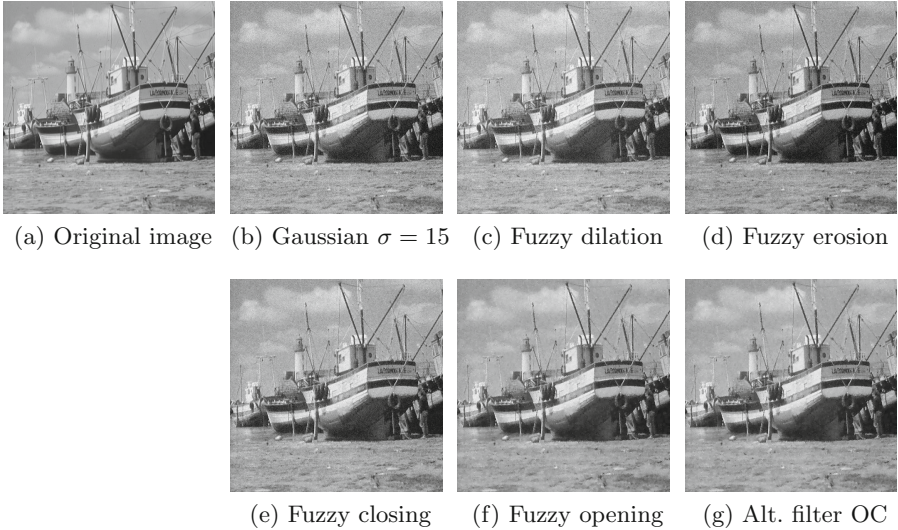 (a) Original image
(b) Gaussian σ = 15
(c) Fuzzy dilation
(d) Fuzzy erosion
(e) Fuzzy closing
(f) Fuzzy opening
(g) Alt. filter OC